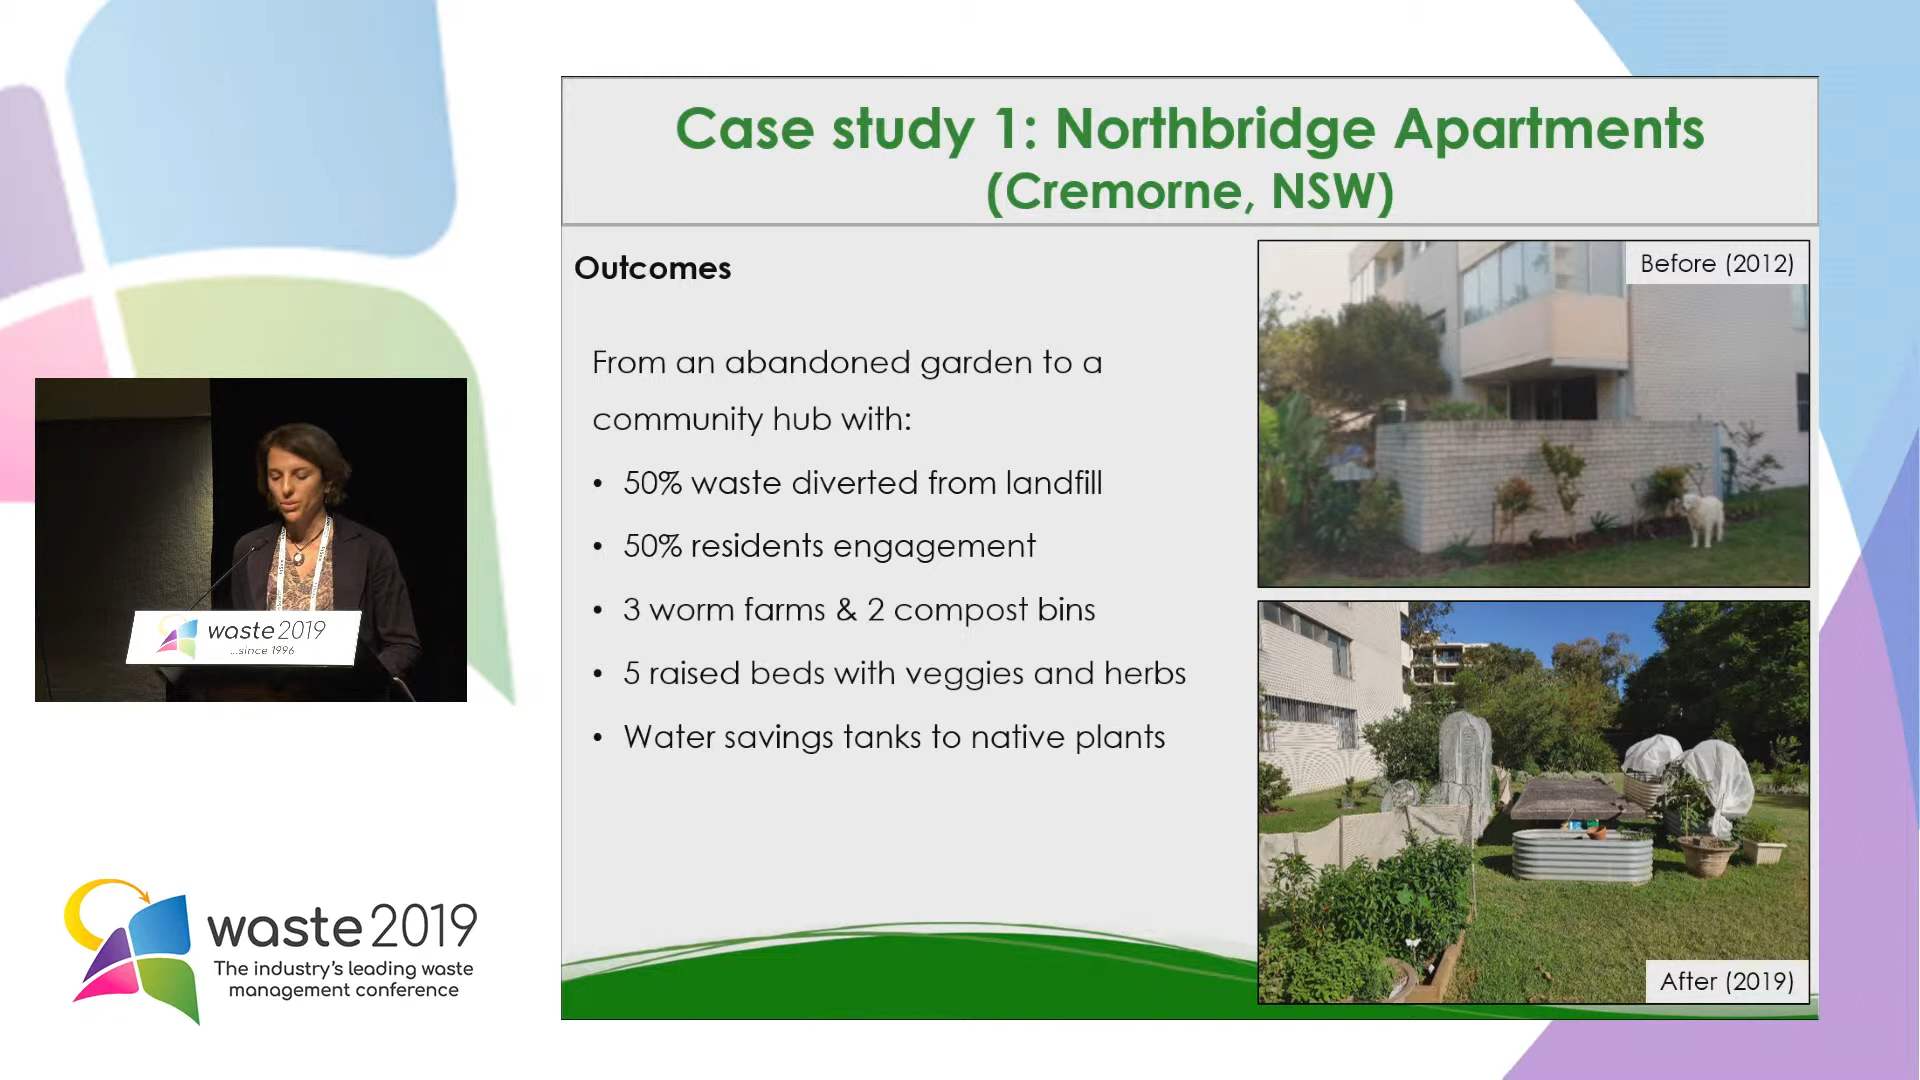 Case study 1: Northbridge Apartments
(Cremorne, NSW)
Outcomes
Before (2012)
From an abandoned garden to a
community hub with:
• 50% waste diverted from landfill
• 50% residents engagement
• 3 worm farms & 2 compost bins
• 5 raised beds with veggies and herbs
• Water savings tanks to native plants
After (2019)
waste 2019
...since 1996
waste 2019
The industry's leading waste
management conference